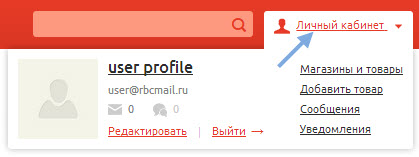 Личный кабинет
user profile
user@rbcmail.ru
0 0
Редактировать | Выйти →
Магазины и товары
Добавить товар
Сообщения
Уведомления